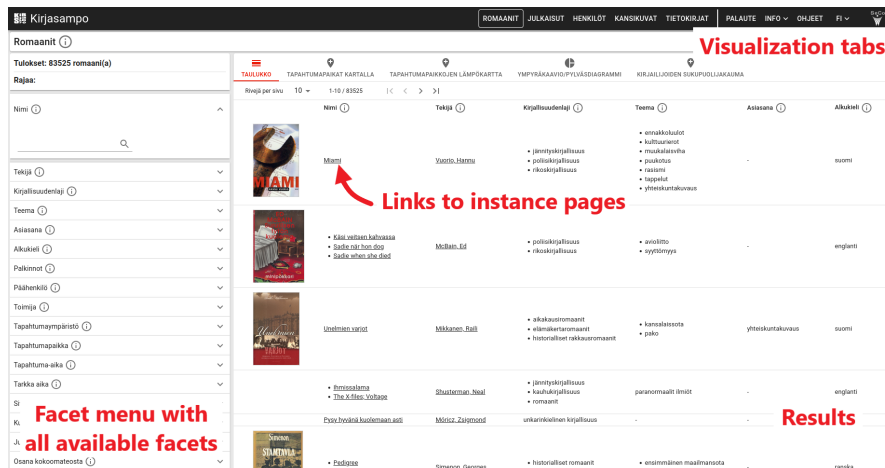 Kirjasampo
ROMAANIT JULKAISUT HENKILÖT KANSIKUVAT TIETOKIRJAT PALAUTE INFO OHJEET FI SeCo
Romaanit
Visualization tabs
Tulokset: 83525 romaani(a)
Rajaa:
TAULUKKO TAPAHTUMAPAIKAT KARTALLA TAPAHTUMAPAIKKOJEN LÄMPÖKARTTA YMPYRÄKAAVIO/PYLVÄSDIAGRAMMI KIRJAILIJOIDEN SUKUPUOLIJAKAUMA
Rivejä per sivu 10 1-10 / 83525
Nimi Tekijä Kirjallisuudenlaji Teema Asiasana Alkukieli
Nimi
Tekijä
Kirjallisuudenlaji
Teema
Asiasana
Alkukieli
Palkinnot
Päähenkilö
Toimija
Tapahtumaympäristö
Tapahtumapaikka
Tapahtuma-aika
Tarkka aika
Facet menu with
all available facets
Osana kokoomateosta
MIAMI
Miami
Vuorio, Hannu
• jännityskirjallisuus
• poliisikirjallisuus
• rikoskirjallisuus
• ennakkoluulot
• kulttuurierot
• muukalaisviha
• puukotus
• rasismi
• tappelut
• yhteiskuntakuvaus
-
suomi
Links to instance pages
• Käsi veitsen kahvassa
• Sadie när hon dog
• Sadie when she died
McBain, Ed
• poliisikirjallisuus
• rikoskirjallisuus
• avioliitto
• syyttömyys
-
englanti
Unelmien
VARJOT
Unelmien varjot
Mikkanen, Raili
• aikakausiromaanit
• elämäkertaromaanit
• historialliset rakkausromaanit
• kansalaissota
• pako
yhteiskuntakuvaus
suomi
• Ihmissalama
• The X-files; Voltage
Shusterman, Neal
• jännityskirjallisuus
• kauhukirjallisuus
• romaanit
paranormaalit ilmiöt
-
englanti
Results
Pysy hyvänä kuolemaan asti
Móricz, Zsigmond
unkarinkielinen kirjallisuus
-
Simenon
• Pedigree
Simenon, Georges
• historialliset romaanit
• ensimmäinen maailmansota
-
ranska